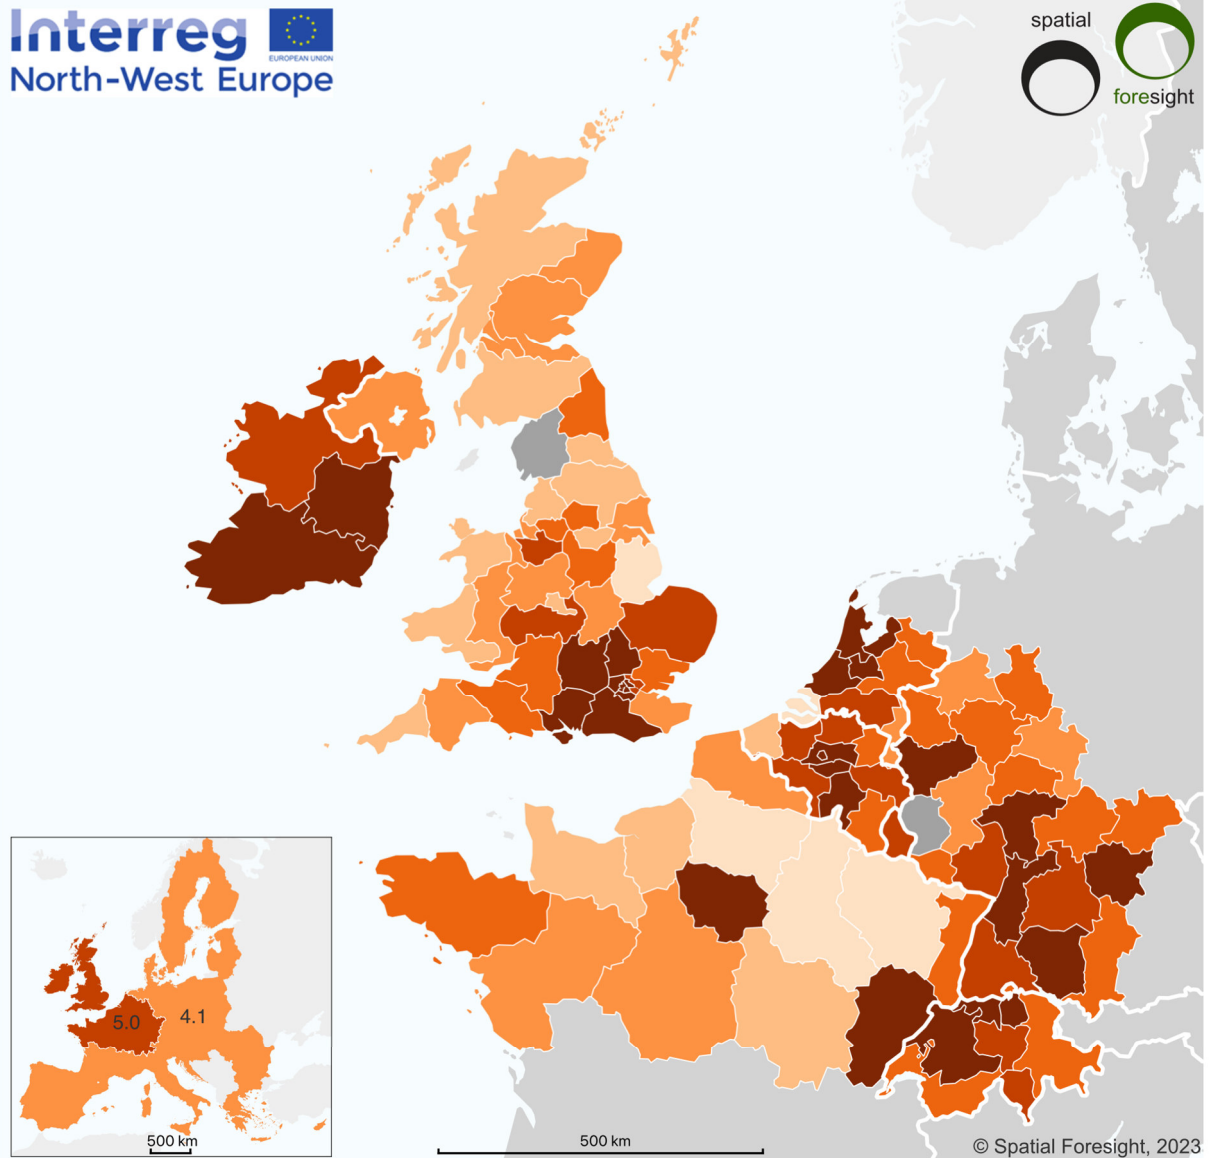 Interreg
EUROPEAN UNION
North-West Europe
spatial
foresight
5.0
4.1
500 km
500 km
© Spatial Foresight, 2023